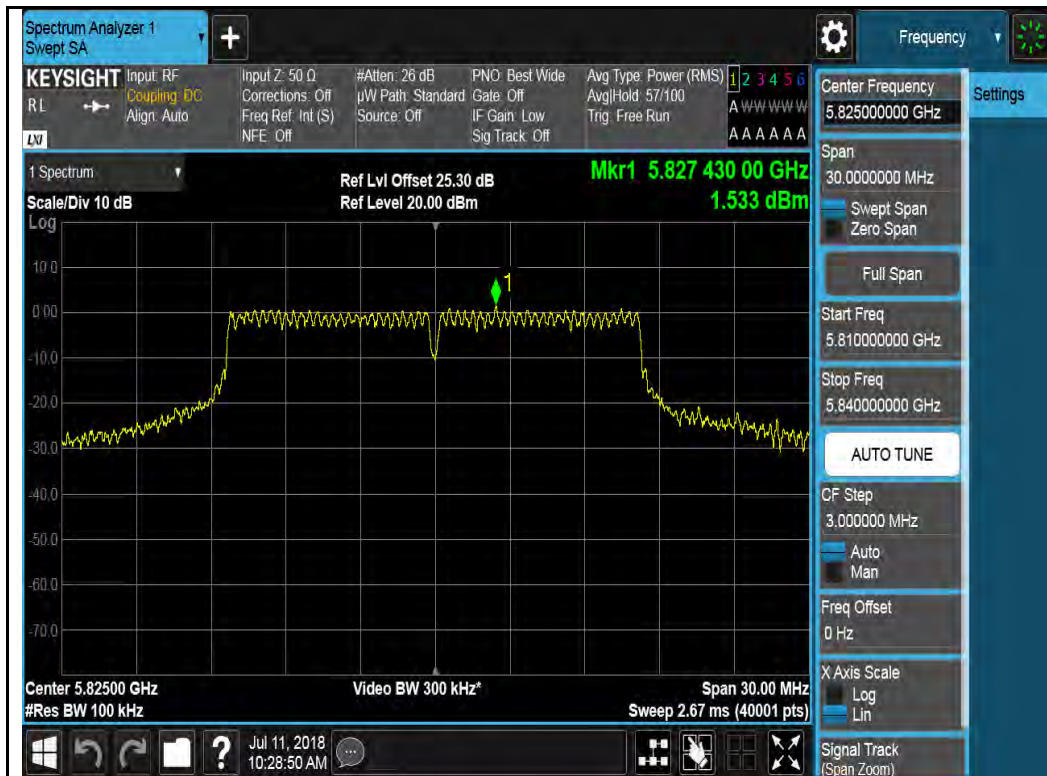 Spectrum Analyzer 1
Swept SA
+
Frequency
KEYSIGHT
R L
LXI
Input: RF
Coupling: DC
Align: Auto
Input Z: 50 Ω
Corrections: Off
Freq Ref: Int (S)
NFE: Off
#Atten: 26 dB
µW Path: Standard
Source: Off
PNO: Best Wide
Gate: Off
IF Gain: Low
Sig Track: Off
Avg Type: Power (RMS)
Avg|Hold: 57/100
Trig: Free Run
1 2 3 4 5 6
A W W W W W
A A A A A A
1 Spectrum
Scale/Div 10 dB
Log
Ref Lvl Offset 25.30 dB
Ref Level 20.00 dBm
Mkr1 5.827 430 00 GHz
1.533 dBm
10.0
0.00
-10.0
-20.0
-30.0
-40.0
-50.0
-60.0
-70.0
1
Center 5.82500 GHz
#Res BW 100 kHz
Video BW 300 kHz*
Span 30.00 MHz
Sweep 2.67 ms (40001 pts)
?
Jul 11, 2018
10:28:50 AM
Center Frequency
5.825000000 GHz
Settings
Span
30.0000000 MHz
Swept Span
Zero Span
Full Span
Start Freq
5.810000000 GHz
Stop Freq
5.840000000 GHz
AUTO TUNE
CF Step
3.000000 MHz
Auto
Man
Freq Offset
0 Hz
X Axis Scale
Log
Lin
Signal Track
(Span Zoom)